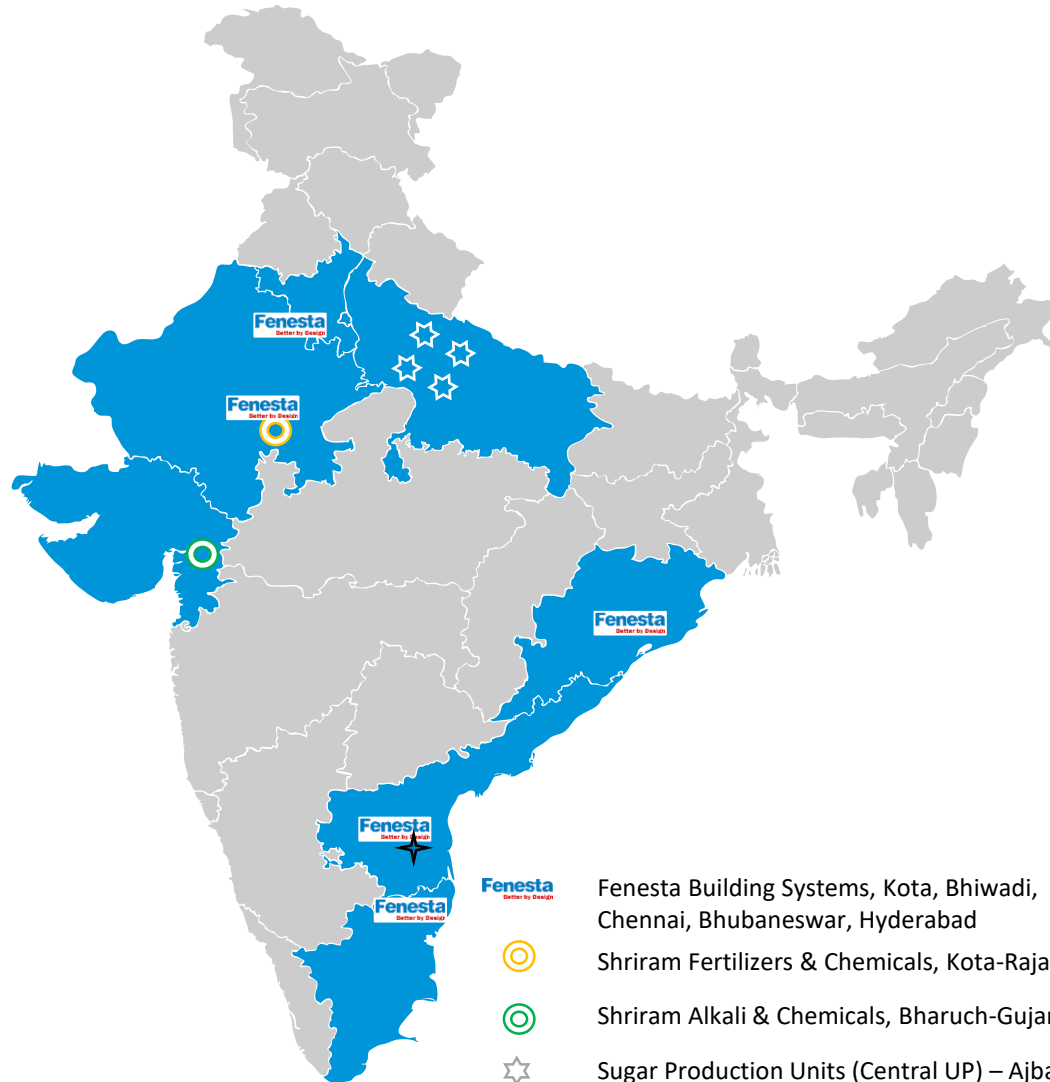 Fenesta
Better by Design
Fenesta
Better by Design
Fenesta
Better by Design
Fenesta
Better by Design
Fenesta
Better by Design
Fenesta
Better by Design
Fenesta Building Systems, Kota, Bhiwadi,
Chennai, Bhubaneswar, Hyderabad
Shriram Fertilizers & Chemicals, Kota-Raja
Shriram Alkali & Chemicals, Bharuch-Gujar
Sugar Production Units (Central UP) – Ajba